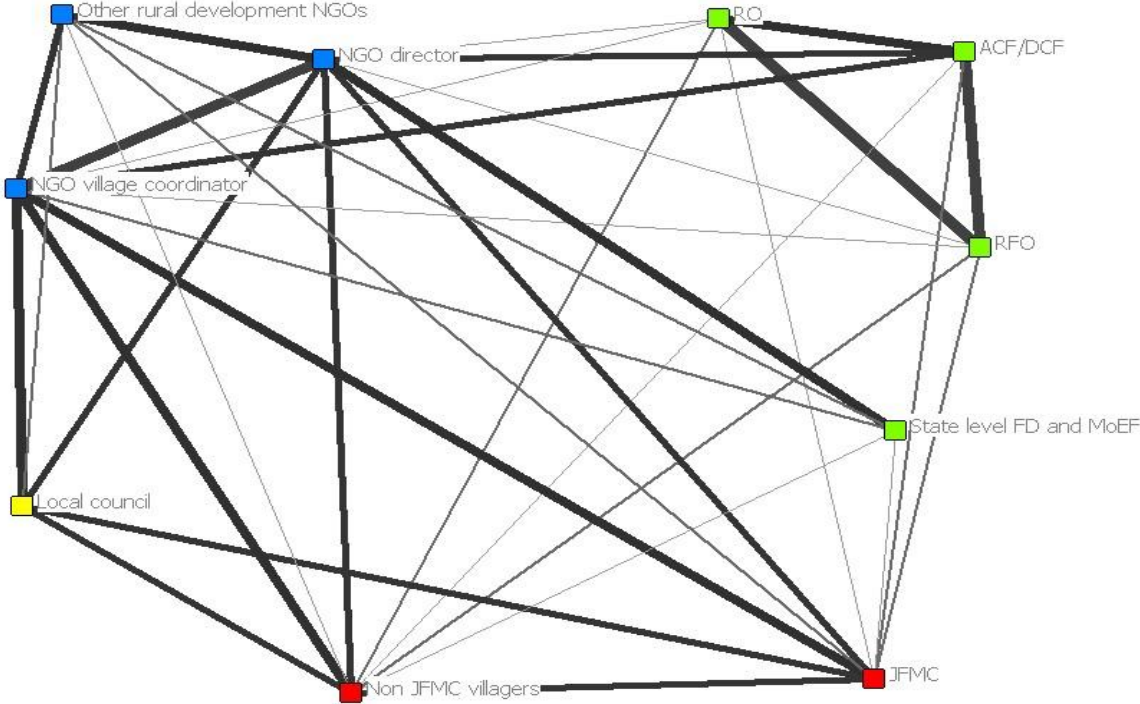 Other rural development NGOs
RO
NGO director
ACF/DCF
NGO village coordinator
RFO
State level FD and MoEF
Local council
Non JFMC villagers
JFMC